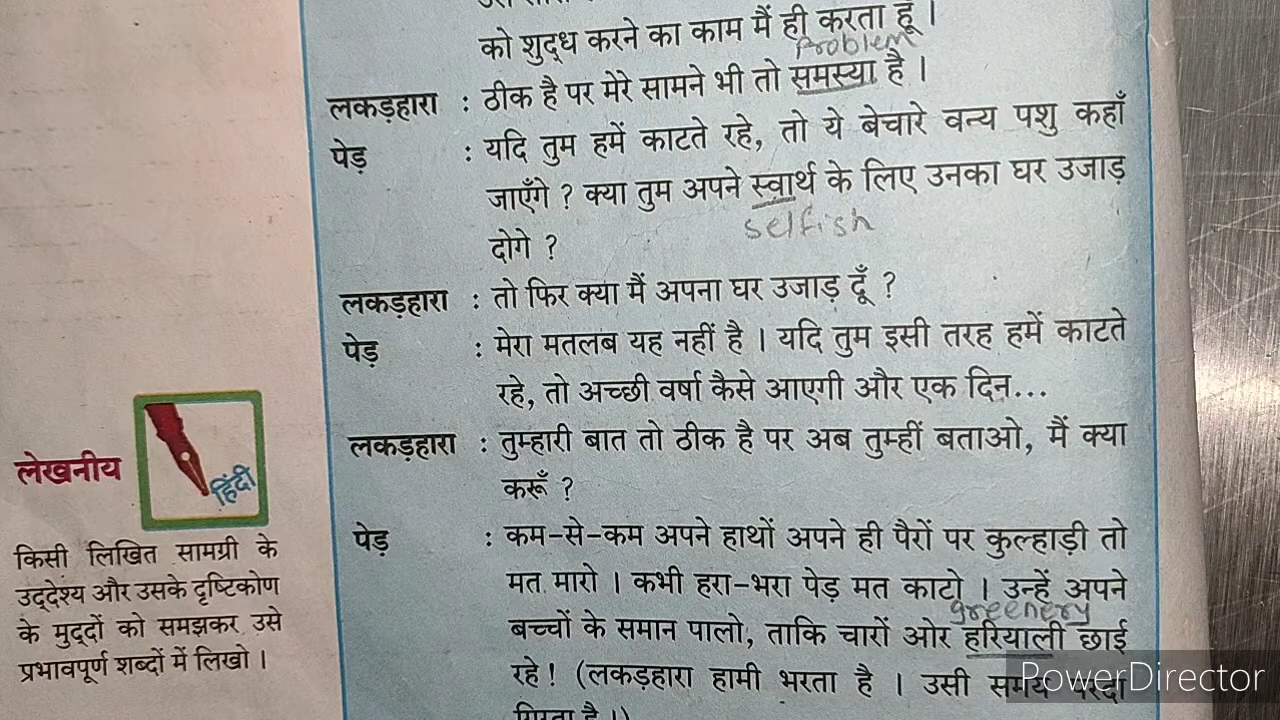 को शुद्ध करने का काम मैं ही करता हूँ ।
Problem
लकड़हारा : ठीक है पर मेरे सामने भी तो समस्या है ।
पेड़ : यदि तुम हमें काटते रहे, तो ये बेचारे वन्य पशु कहाँ
जाएँगे ? क्या तुम अपने स्वार्थ के लिए उनका घर उजाड़
selfish
दोगे ?
लकड़हारा : तो फिर क्या मैं अपना घर उजाड़ दूँ ?
पेड़ : मेरा मतलब यह नहीं है । यदि तुम इसी तरह हमें काटते
रहे, तो अच्छी वर्षा कैसे आएगी और एक दिन...
लकड़हारा : तुम्हारी बात तो ठीक है पर अब तुम्हीं बताओ, मैं क्या
करूँ ?
पेड़ : कम-से-कम अपने हाथों अपने ही पैरों पर कुल्हाड़ी तो
मत मारो । कभी हरा-भरा पेड़ मत काटो । उन्हें अपने
greenery
बच्चों के समान पालो, ताकि चारों ओर हरियाली छाई
रहे ! (लकड़हारा हामी भरता है । उसी समय परदा
गिरता है ।)
लेखनीय
हिंदी
किसी लिखित सामग्री के
उद्देश्य और उसके दृष्टिकोण
के मुद्दों को समझकर उसे
प्रभावपूर्ण शब्दों में लिखो ।
PowerDirector